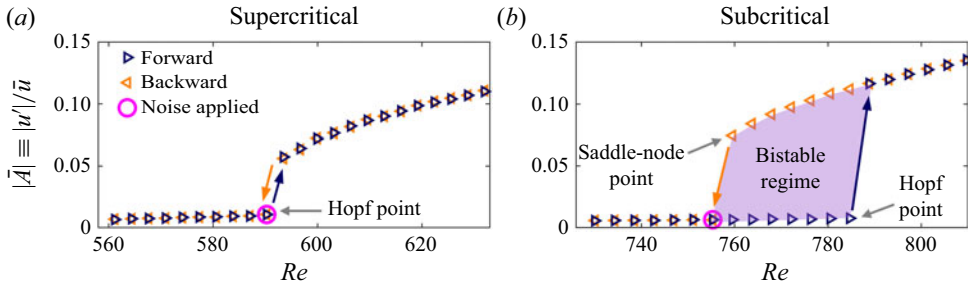 (a) Supercritical
0.15
Forward
Backward
Noise applied
0.10
|Ā| ≡ |u′|/ū
0.05
Hopf point
0
560 580 600 620
Re
(b) Subcritical
0.15
0.10
Saddle-node
point
Bistable
regime
0.05
Hopf
point
0
740 760 780 800
Re